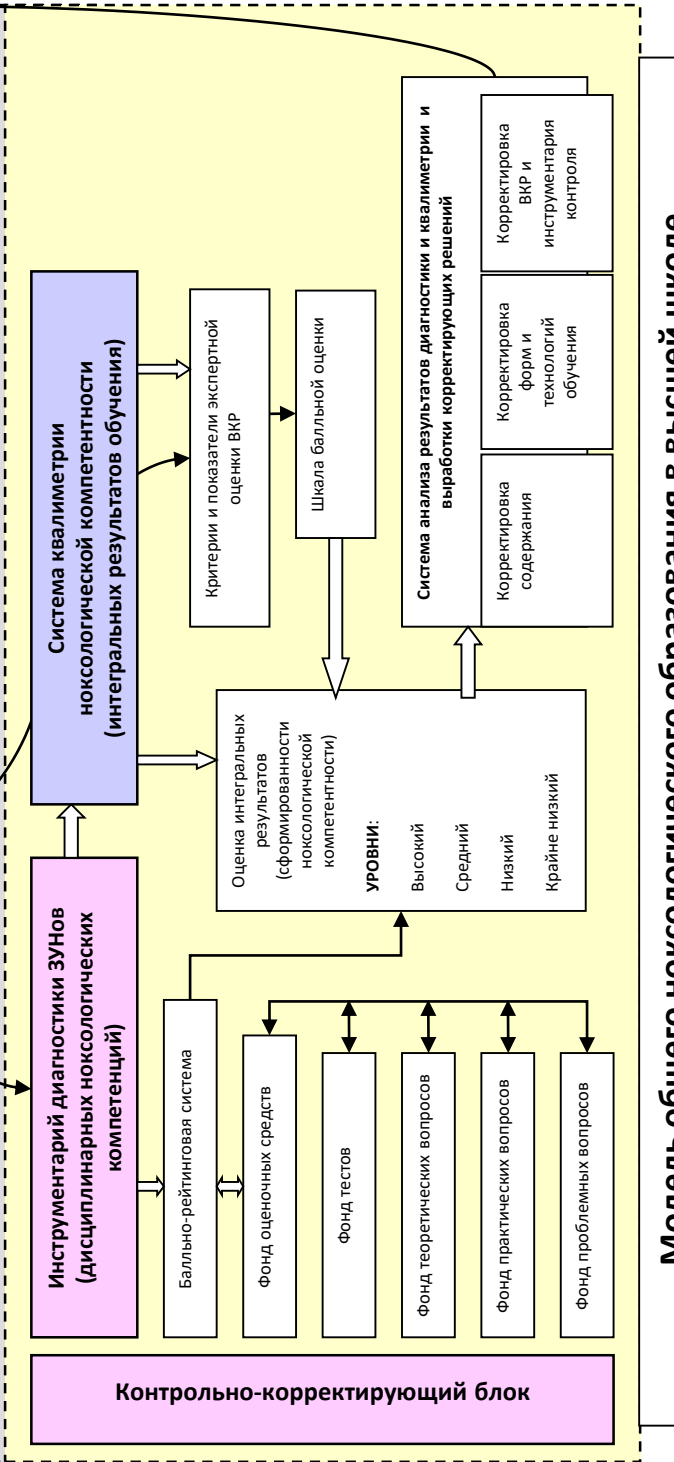 Контрольно-корректирующий блок
Инструментарий диагностики ЗУНов
(дисциплинарных ноксологических
компетенций)
Балльно-рейтинговая система
Фонд оценочных средств
Фонд тестов
Фонд теоретических вопросов
Фонд практических вопросов
Фонд проблемных вопросов
Система квалиметрии
ноксологической компетентности
(интегральных результатов обучения)
Оценка интегральных
результатов
(сформированности
ноксологической
компетентности)
УРОВНИ:
Высокий
Средний
Низкий
Крайне низкий
Критерии и показатели экспертной
оценки ВКР
Шкала балльной оценки
Система анализа результатов диагностики и квалиметрии и
выработки корректирующих решений
Корректировка
содержания
Корректировка
форм и
технологий
обучения
Корректировка
ВКР и
инструментария
контроля
Модель общего ноксологического образования в высшей школе